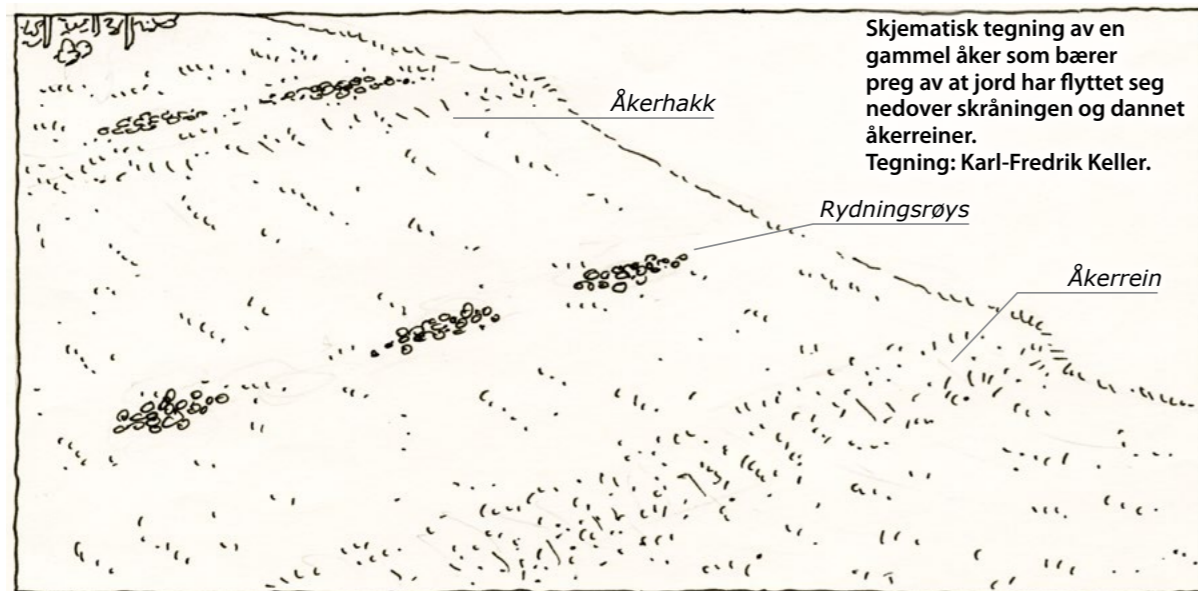 Skjematisk tegning av en
gammel åker som bærer
preg av at jord har flyttet seg
nedover skråningen og dannet
åkerreiner.
Tegning: Karl-Fredrik Keller.
Åkerhakk
Rydningsrøys
Åkerrein